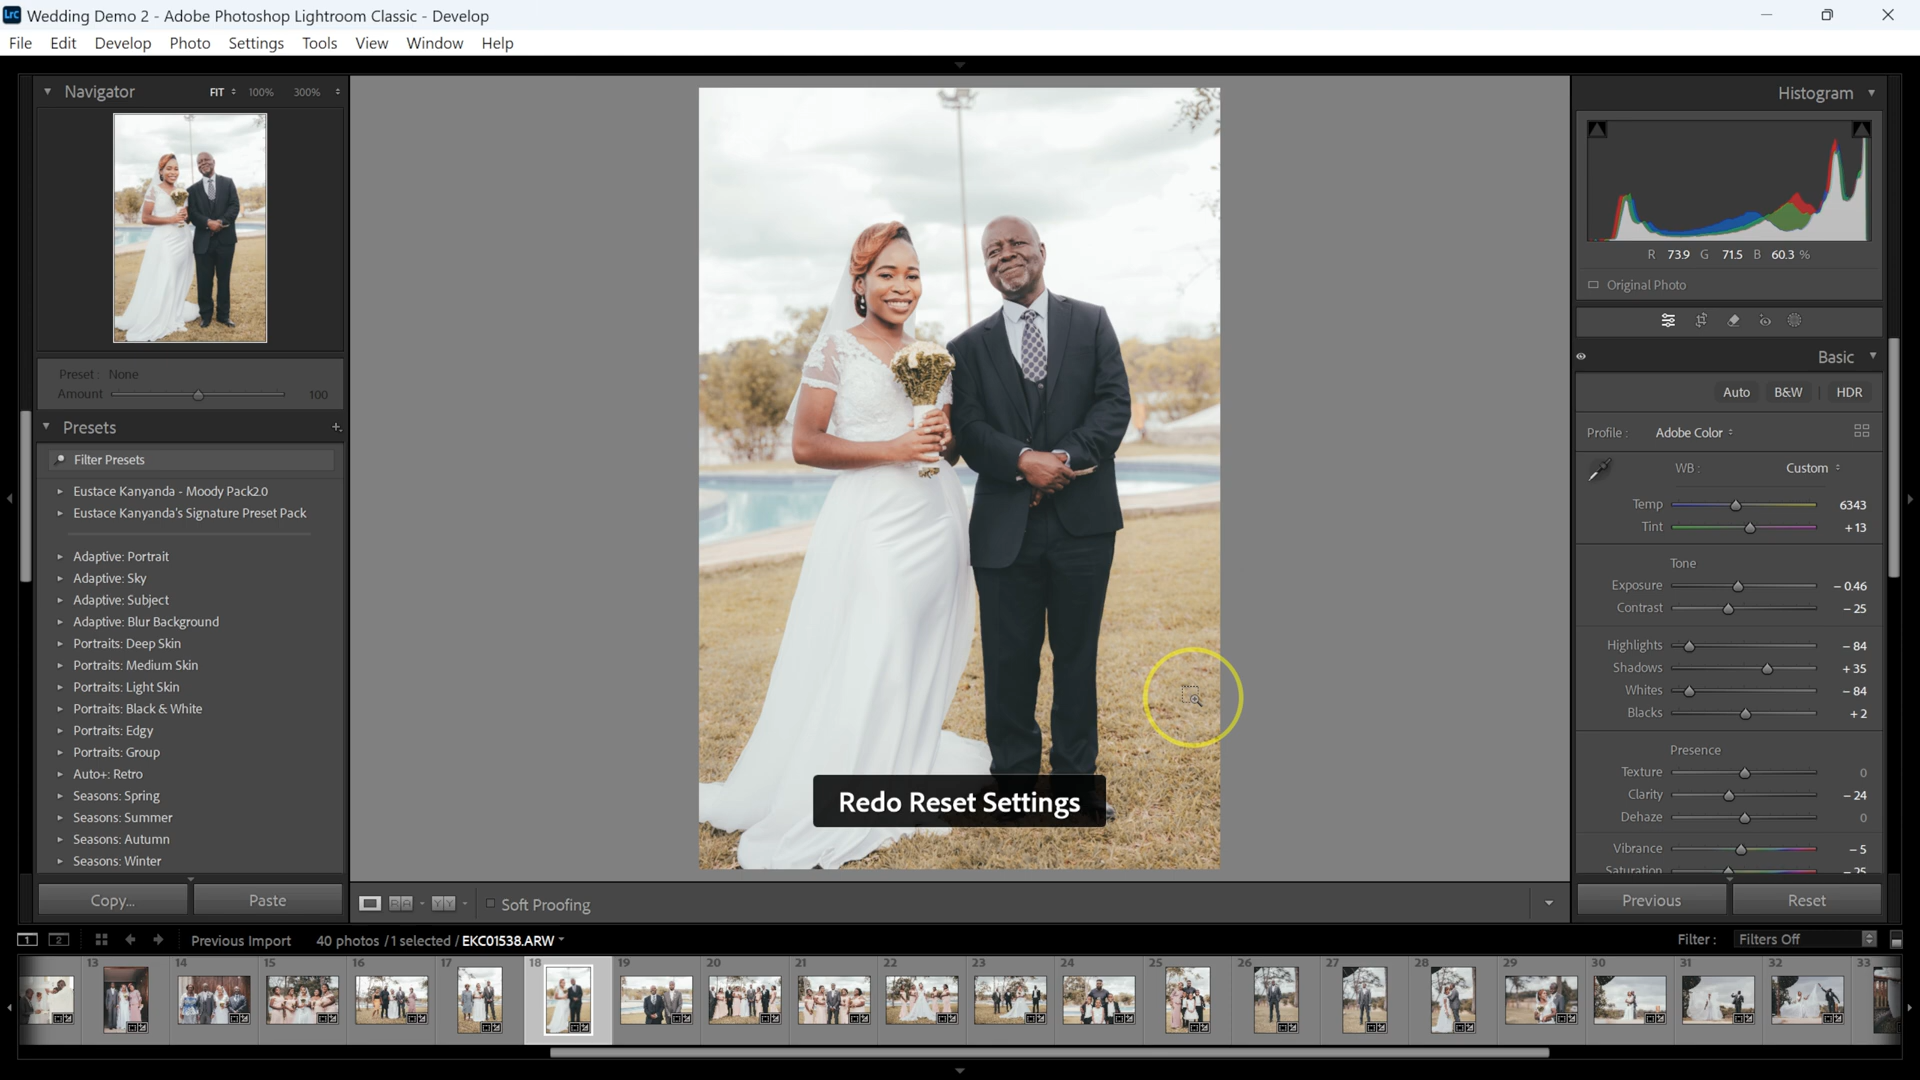 Lrc Wedding Demo 2 - Adobe Photoshop Lightroom Classic - Develop
File Edit Develop Photo Settings Tools View Window Help
Navigator FIT 100% 300%
Preset: None
Amount 100
Presets +
Filter Presets
Eustace Kanyanda - Moody Pack2.0
Eustace Kanyanda's Signature Preset Pack
Adaptive: Portrait
Adaptive: Sky
Adaptive: Subject
Adaptive: Blur Background
Portraits: Deep Skin
Portraits: Medium Skin
Portraits: Light Skin
Portraits: Black & White
Portraits: Edgy
Portraits: Group
Auto+: Retro
Seasons: Spring
Seasons: Summer
Seasons: Autumn
Seasons: Winter
Copy... Paste
Redo Reset Settings
Soft Proofing
Histogram
R 73.9 G 71.5 B 60.3 %
Original Photo
Basic
Auto B&W HDR
Profile: Adobe Color
WB: Custom
Temp 6343
Tint +13
Tone
Exposure -0.46
Contrast -25
Highlights -84
Shadows +35
Whites -84
Blacks +2
Presence
Texture 0
Clarity -24
Dehaze 0
Vibrance -5
Saturation -25
Previous Reset
1 2 Previous Import 40 photos / 1 selected / EKC01538.ARW Filter: Filters Off
13 14 15 16 17 18 19 20 21 22 23 24 25 26 27 28 29 30 31 32 33